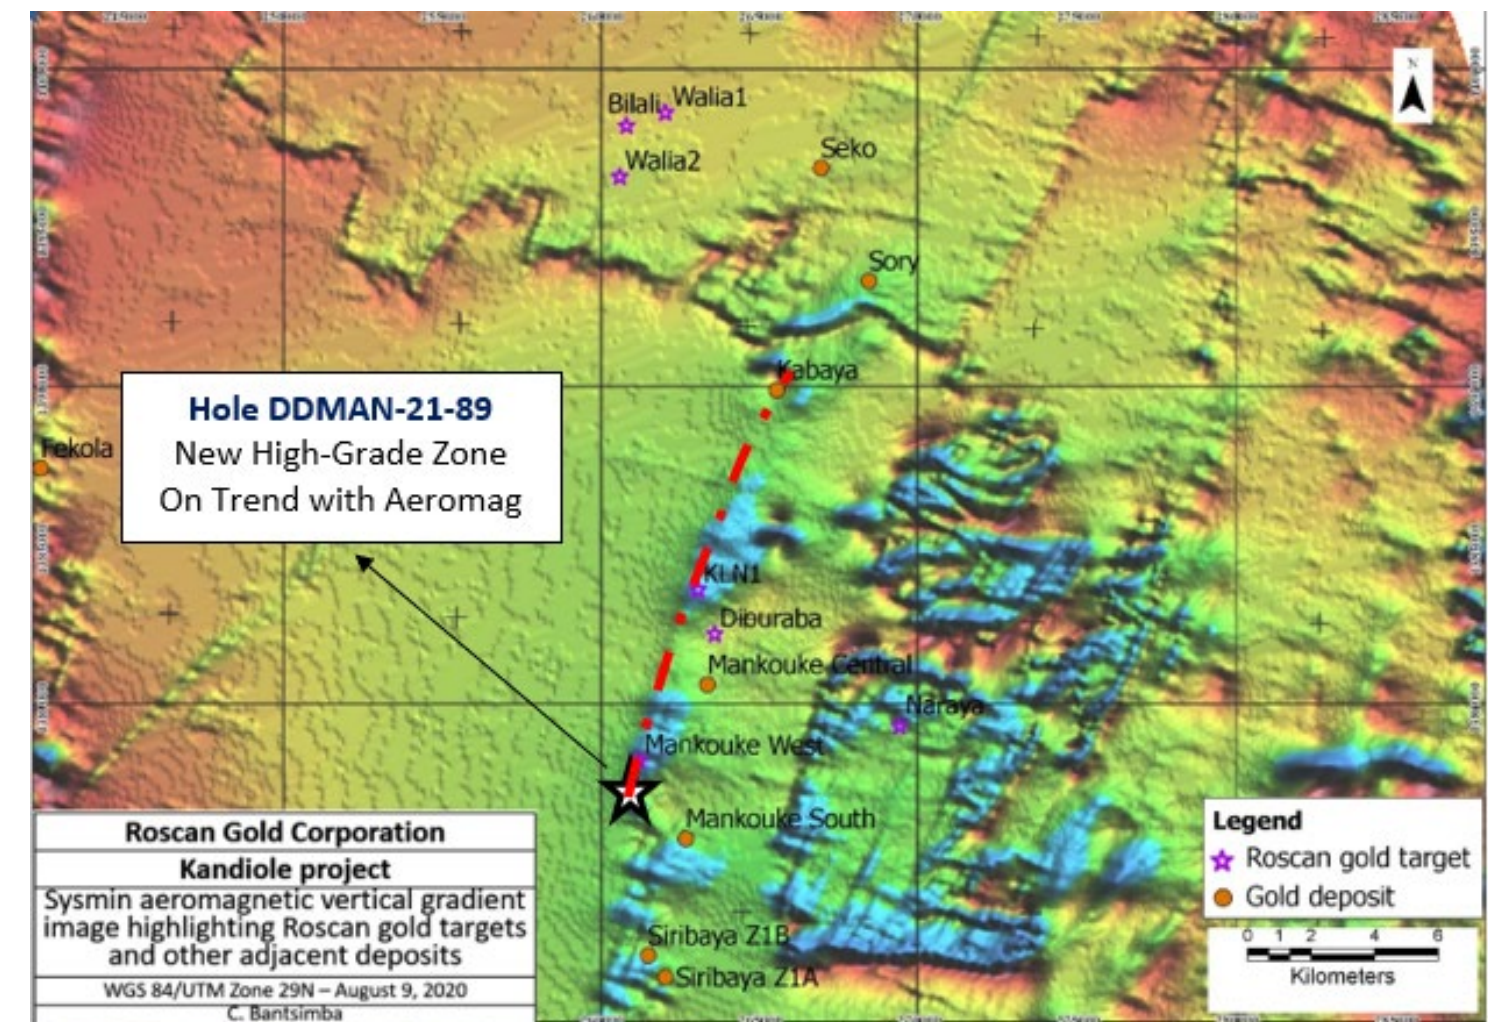 N
Bilali
Walia1
Walia2
Seko
Sory
Kabaya
Hole DDMAN-21-89
New High-Grade Zone
On Trend with Aeromag
Fekola
KLN1
Diburaba
Mankouke Central
Naraya
Mankouke West
Mankouke South
Siribaya Z1B
Siribaya Z1A
Roscan Gold Corporation
Kandiole project
Sysmin aeromagnetic vertical gradient
image highlighting Roscan gold targets
and other adjacent deposits
WGS 84/UTM Zone 29N – August 9, 2020
C. Bantsimba
Legend
Roscan gold target
Gold deposit
0 1 2 4 6
Kilometers